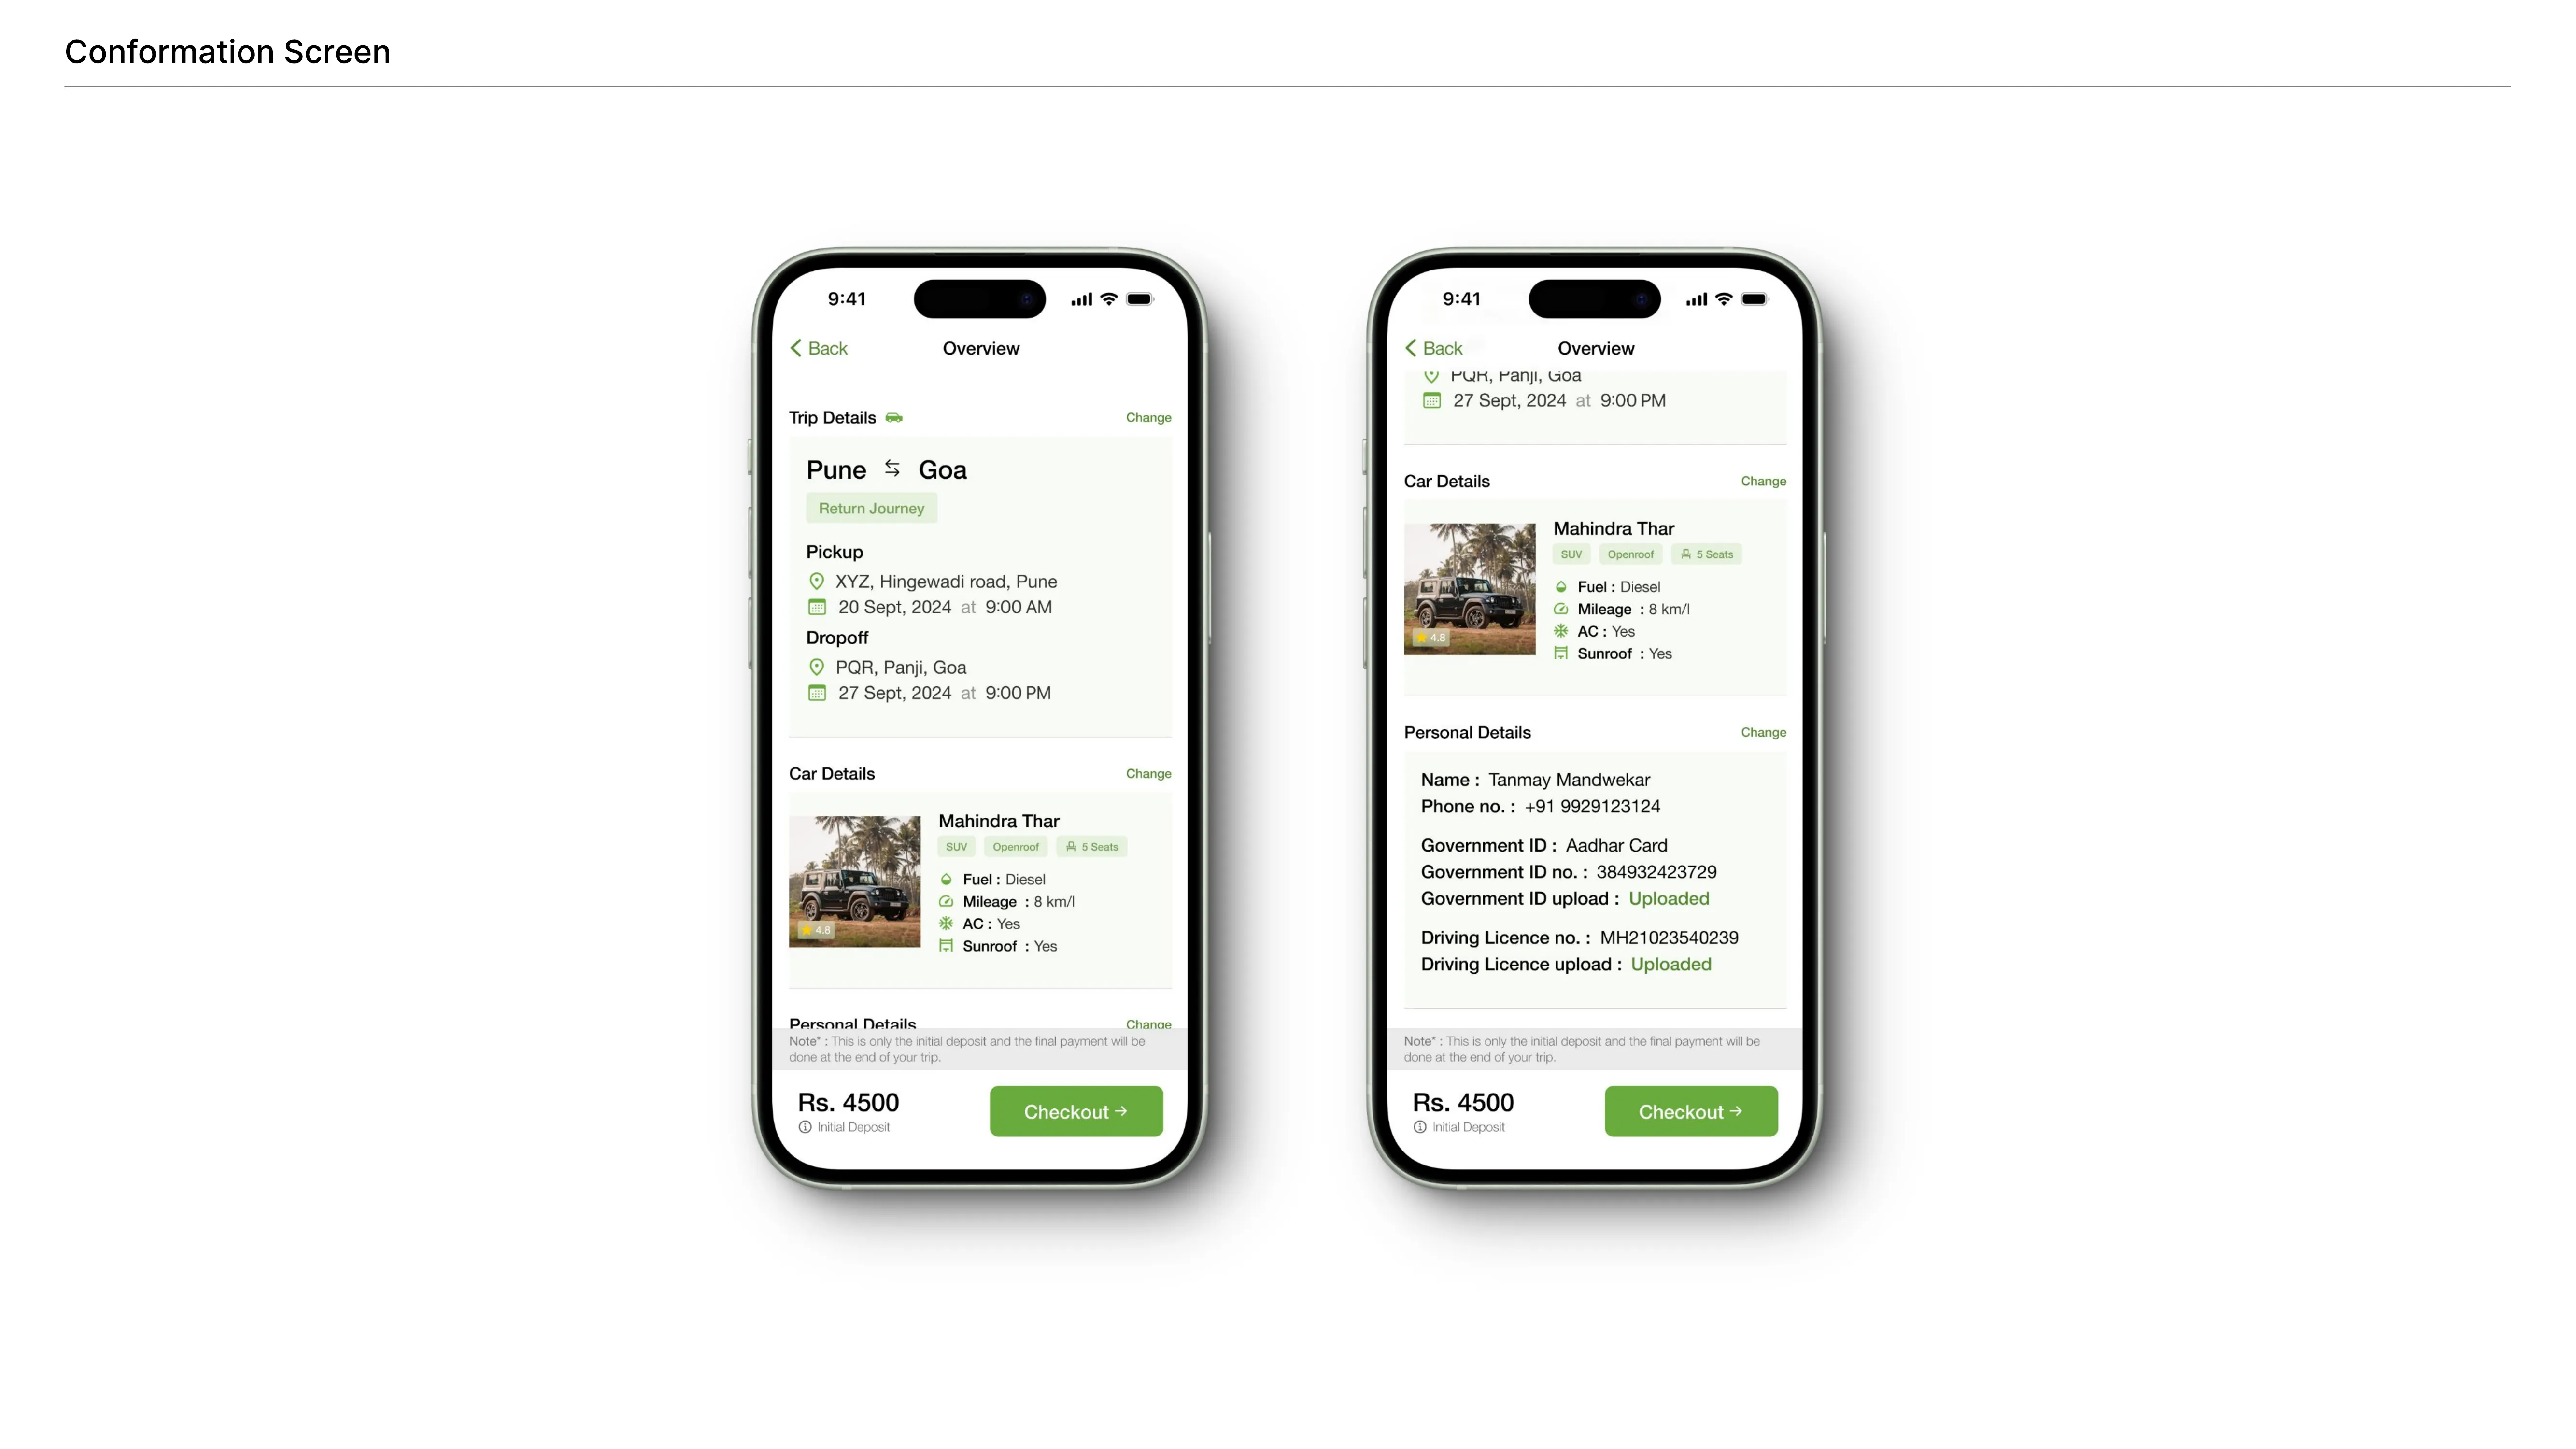 Conformation Screen
9:41
Back
Overview
Trip Details
Change
Pune Goa
Return Journey
Pickup
XYZ, Hingewadi road, Pune
20 Sept, 2024 at 9:00 AM
Dropoff
PQR, Panji, Goa
27 Sept, 2024 at 9:00 PM
Car Details
Change
Mahindra Thar
SUV
Openroof
5 Seats
Fuel : Diesel
Mileage : 8 km/l
AC : Yes
Sunroof : Yes
4.8
Personal Details
Change
Note* : This is only the initial deposit and the final payment will be
done at the end of your trip.
Rs. 4500
Initial Deposit
Checkout
9:41
Back
Overview
PQR, Panji, Goa
27 Sept, 2024 at 9:00 PM
Car Details
Change
Mahindra Thar
SUV
Openroof
5 Seats
Fuel : Diesel
Mileage : 8 km/l
AC : Yes
Sunroof : Yes
4.8
Personal Details
Change
Name : Tanmay Mandwekar
Phone no. : +91 9929123124
Government ID : Aadhar Card
Government ID no. : 384932423729
Government ID upload : Uploaded
Driving Licence no. : MH21023540239
Driving Licence upload : Uploaded
Note* : This is only the initial deposit and the final payment will be
done at the end of your trip.
Rs. 4500
Initial Deposit
Checkout